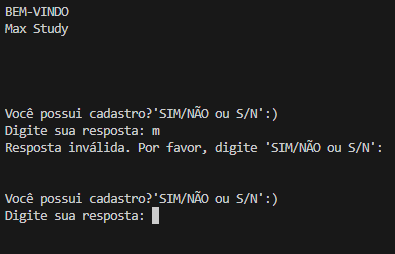 BEM-VINDO
Max Study
Você possui cadastro?'SIM/NÃO ou S/N':)
Digite sua resposta: m
Resposta inválida. Por favor, digite 'SIM/NÃO ou S/N':
Você possui cadastro?'SIM/NÃO ou S/N':)
Digite sua resposta: